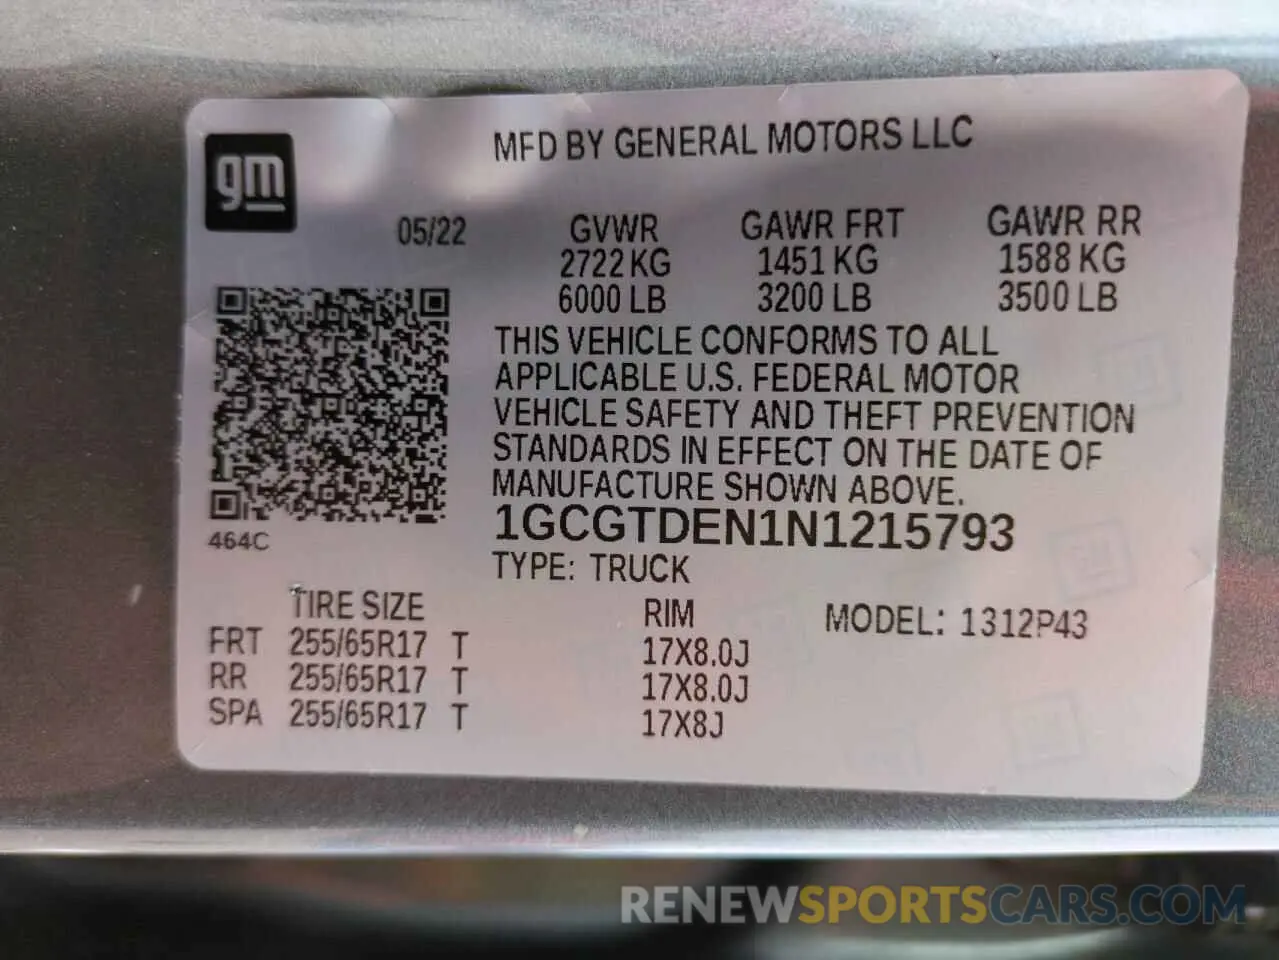 MFD BY GENERAL MOTORS LLC
gm
05/22 GVWR GAWR FRT GAWR RR
2722 KG 1451 KG 1588 KG
6000 LB 3200 LB 3500 LB
THIS VEHICLE CONFORMS TO ALL
APPLICABLE U.S. FEDERAL MOTOR
VEHICLE SAFETY AND THEFT PREVENTION
STANDARDS IN EFFECT ON THE DATE OF
MANUFACTURE SHOWN ABOVE.
1GCGTDEN1N1215793
464C
TYPE: TRUCK
TIRE SIZE RIM MODEL: 1312P43
FRT 255/65R17 T 17X8.0J
RR 255/65R17 T 17X8.0J
SPA 255/65R17 T 17X8J
RENEWSPORTSCARS.COM